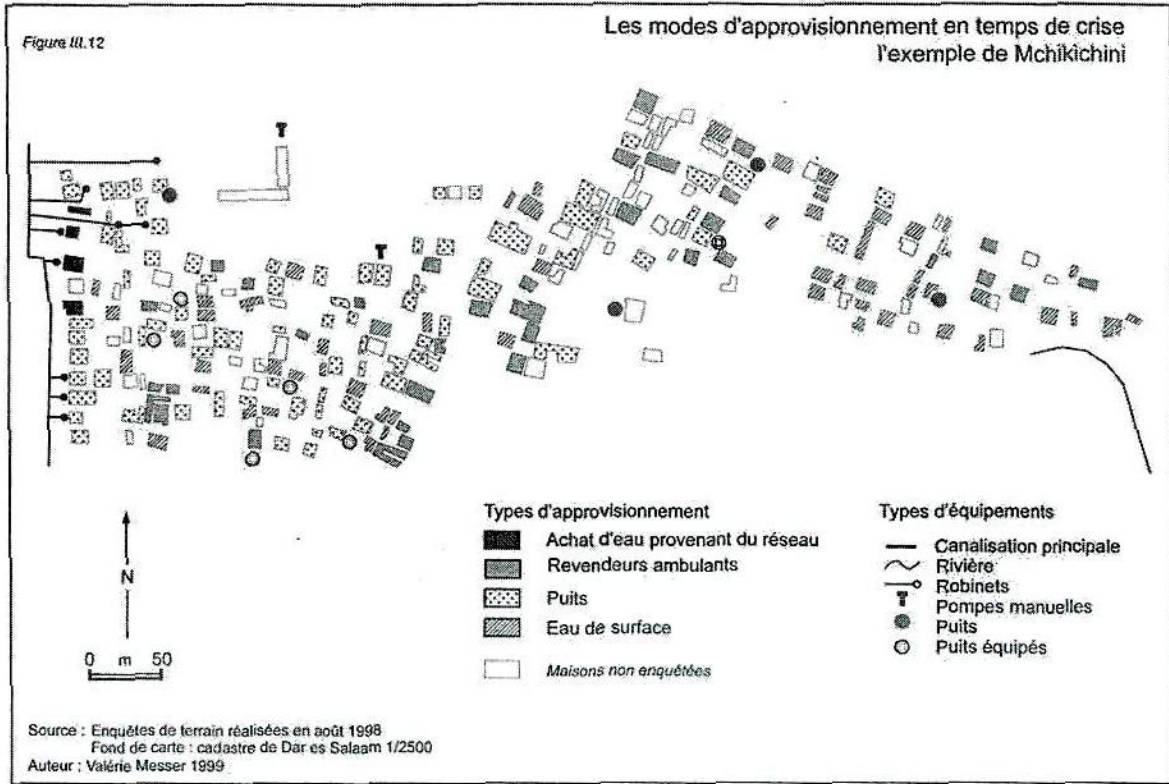 Figure III.12
Les modes d'approvisionnement en temps de crise
l'exemple de Mchikichini
N
0 m 50
Types d'approvisionnement
Achat d'eau provenant du réseau
Revendeurs ambulants
Puits
Eau de surface
Maisons non enquêtées
Types d'équipements
Canalisation principale
Rivière
Robinets
Pompes manuelles
Puits
Puits équipés
Source : Enquêtes de terrain réalisées en août 1998
Fond de carte : cadastre de Dar es Salaam 1/2500
Auteur : Valérie Messer 1999